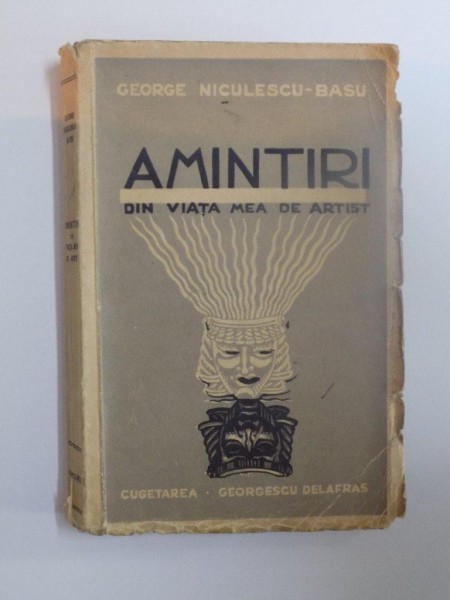 GEORGE NICULESCU-BASU
AMINTIRI
DIN VIAȚA MEA DE ARTIST
CUGETAREA · GEORGESCU DELAFRAS